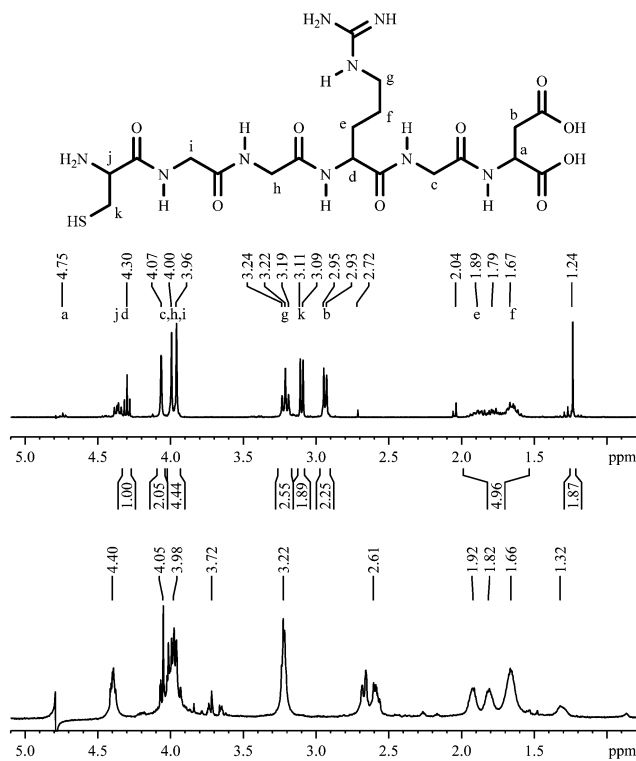 H₂N NH
N
H g
f
e b O
OH
O i H O H O a OH
j N N N
H₂N N N h N d c N
H O H O H O
HS k
4.75 4.30 4.07 4.00 3.96 3.24 3.22 3.19 3.11 3.09 2.95 2.93 2.72 2.04 1.89 1.79 1.67 1.24
a j d c,h,i g k b e f
5.0 4.5 4.0 3.5 3.0 2.5 2.0 1.5 ppm
1.00 2.05 4.44 2.55 1.89 2.25 4.96 1.87
4.40 4.05 3.98 3.72 3.22 2.61 1.92 1.82 1.66 1.32
5.0 4.5 4.0 3.5 3.0 2.5 2.0 1.5 ppm